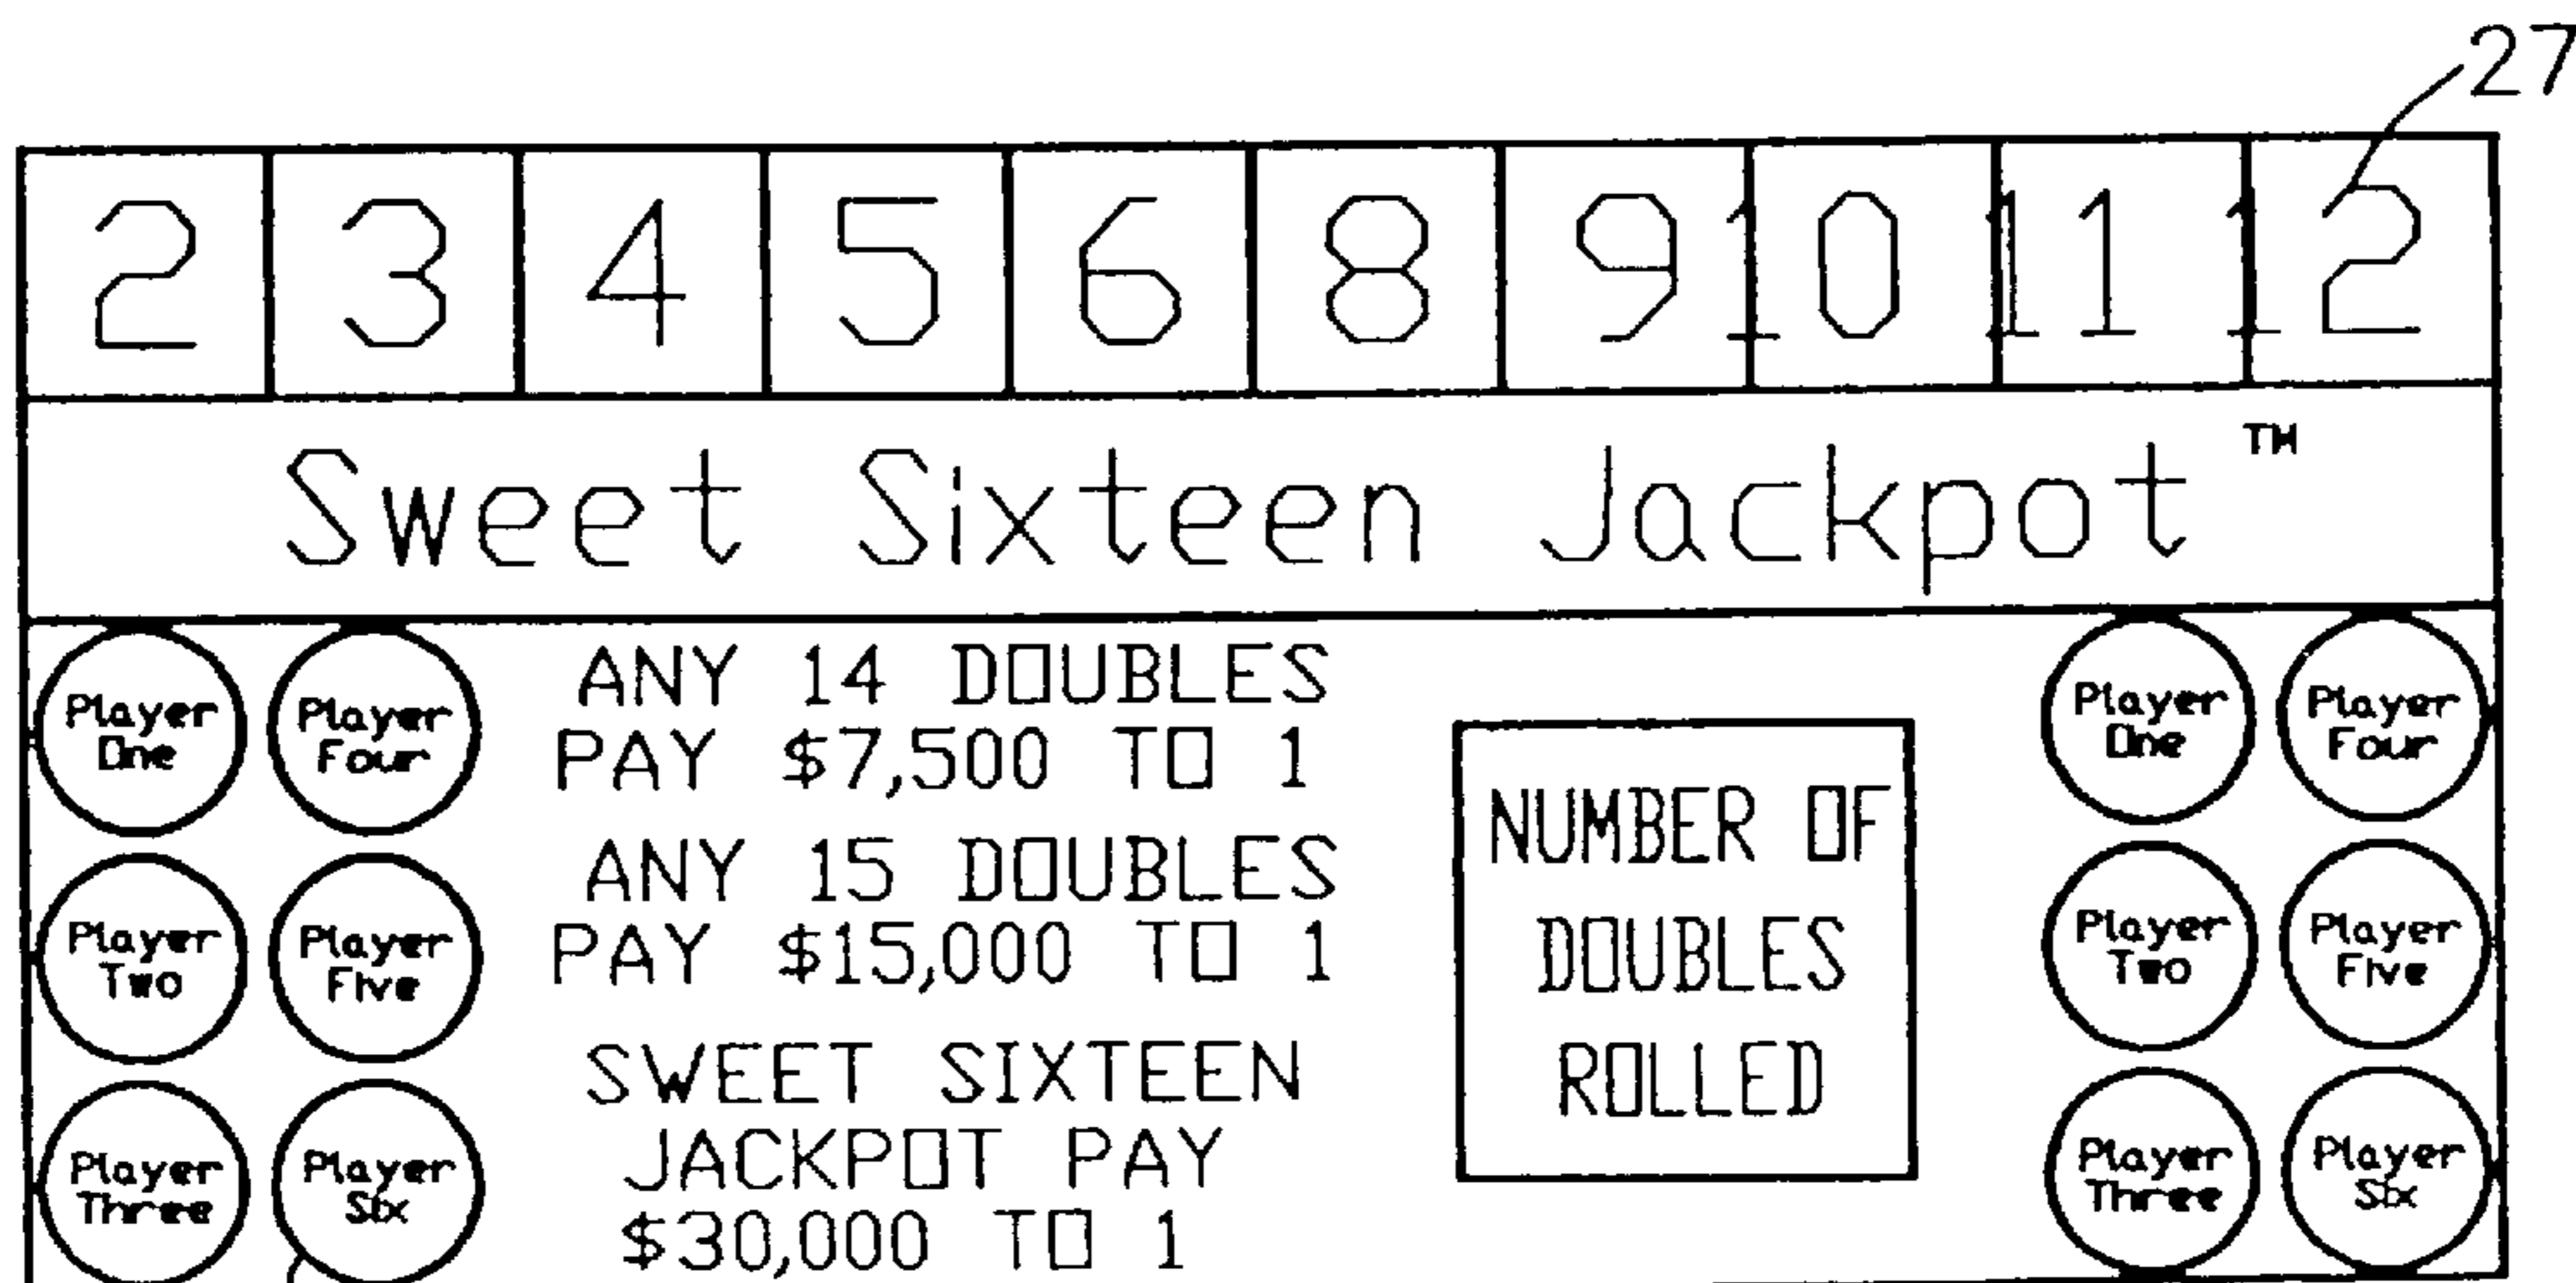 27
2 3 4 5 6 8 9 10 11 12
Sweet Sixteen Jackpot™
Player One
Player Four
ANY 14 DOUBLES
PAY $7,500 TO 1
Player Two
Player Five
ANY 15 DOUBLES
PAY $15,000 TO 1
Player Three
Player Six
SWEET SIXTEEN
JACKPOT PAY
$30,000 TO 1
NUMBER OF
DOUBLES
ROLLED
Player One
Player Four
Player Two
Player Five
Player Three
Player Six